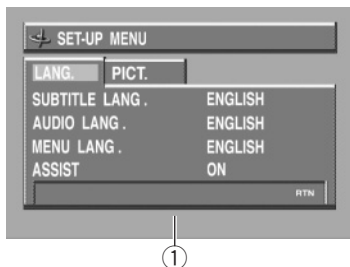 SET-UP MENU
LANG. PICT.
SUBTITLE LANG. ENGLISH
AUDIO LANG. ENGLISH
MENU LANG. ENGLISH
ASSIST ON
RTN
1